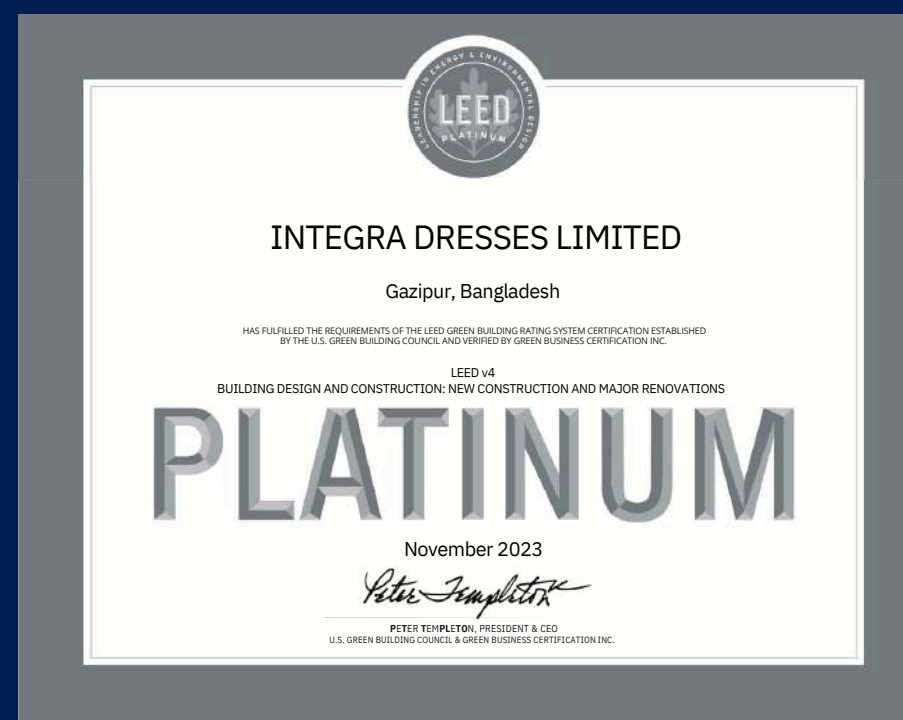 LEADERSHIP IN ENERGY & ENVIRONMENTAL DESIGN
LEED
PLATINUM
INTEGRA DRESSES LIMITED
Gazipur, Bangladesh
HAS FULFILLED THE REQUIREMENTS OF THE LEED GREEN BUILDING RATING SYSTEM CERTIFICATION ESTABLISHED
BY THE U.S. GREEN BUILDING COUNCIL AND VERIFIED BY GREEN BUSINESS CERTIFICATION INC.
LEED v4
BUILDING DESIGN AND CONSTRUCTION: NEW CONSTRUCTION AND MAJOR RENOVATIONS
PLATINUM
November 2023
Peter Templeton
PETER TEMPLETON, PRESIDENT & CEO
U.S. GREEN BUILDING COUNCIL & GREEN BUSINESS CERTIFICATION INC.